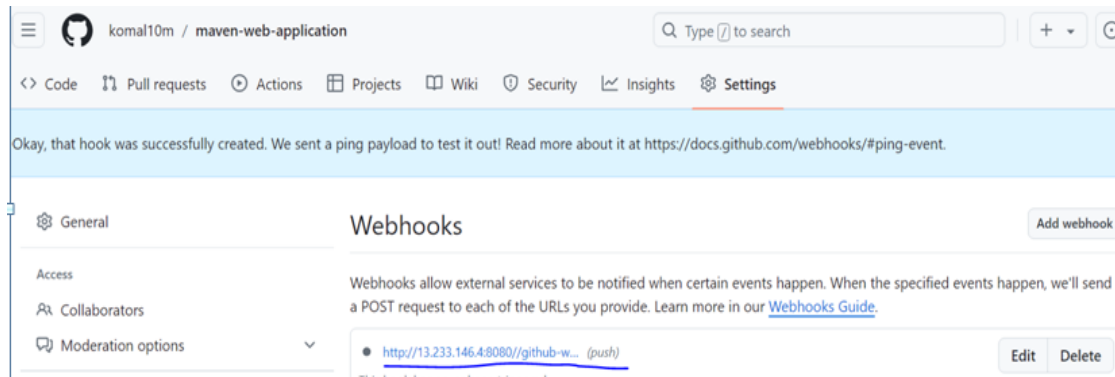 komal10m / maven-web-application
Type / to search
Code Pull requests Actions Projects Wiki Security Insights Settings
Okay, that hook was successfully created. We sent a ping payload to test it out! Read more about it at https://docs.github.com/webhooks/#ping-event.
General
Webhooks
Add webhook
Access
Webhooks allow external services to be notified when certain events happen. When the specified events happen, we'll send
Collaborators
a POST request to each of the URLs you provide. Learn more in our Webhooks Guide.
Moderation options
http://13.233.146.4:8080//github-w... (push)
Edit Delete